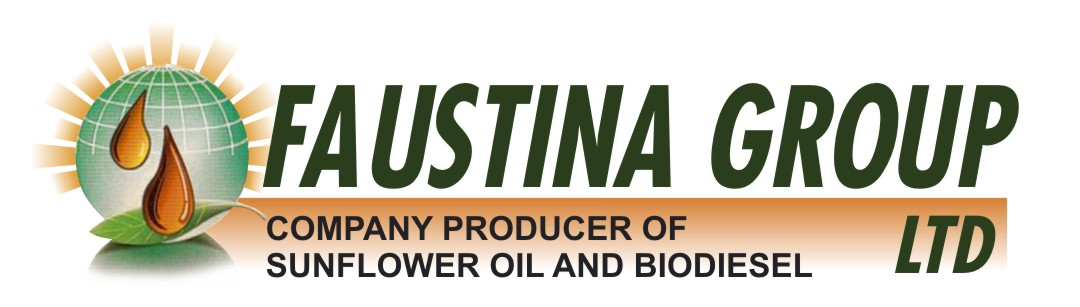 FAUSTINA GROUP
LTD
COMPANY PRODUCER OF
SUNFLOWER OIL AND BIODIESEL